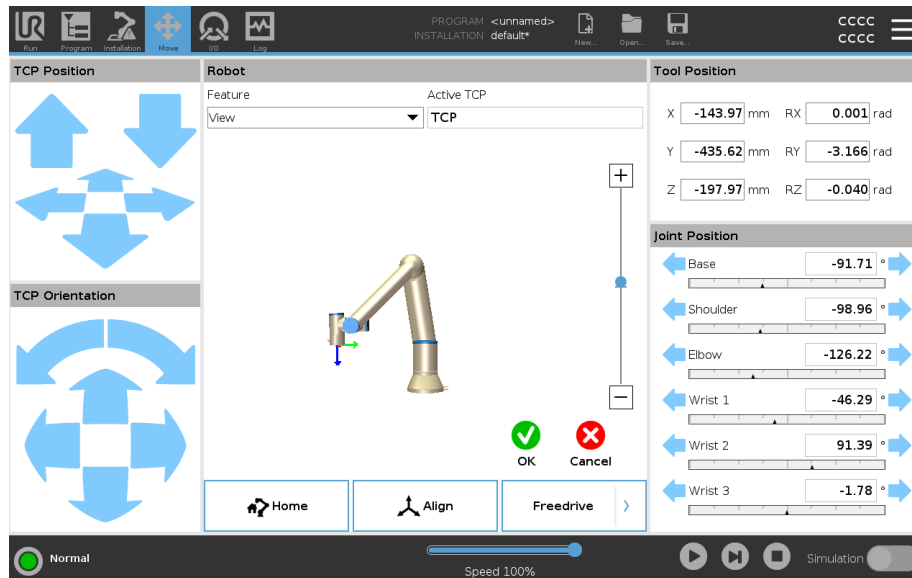 PROGRAM <unnamed>
INSTALLATION default*
CCCC
CCCC
Run Program Installation Move I/O Log New... Open... Save...
TCP Position
Robot
Tool Position
Feature
Active TCP
View
TCP
X -143.97 mm RX 0.001 rad
Y -435.62 mm RY -3.166 rad
Z -197.97 mm RZ -0.040 rad
Joint Position
Base -91.71 °
Shoulder -98.96 °
Elbow -126.22 °
Wrist 1 -46.29 °
Wrist 2 91.39 °
Wrist 3 -1.78 °
TCP Orientation
OK
Cancel
Home
Align
Freedrive
Normal
Speed 100%
Simulation